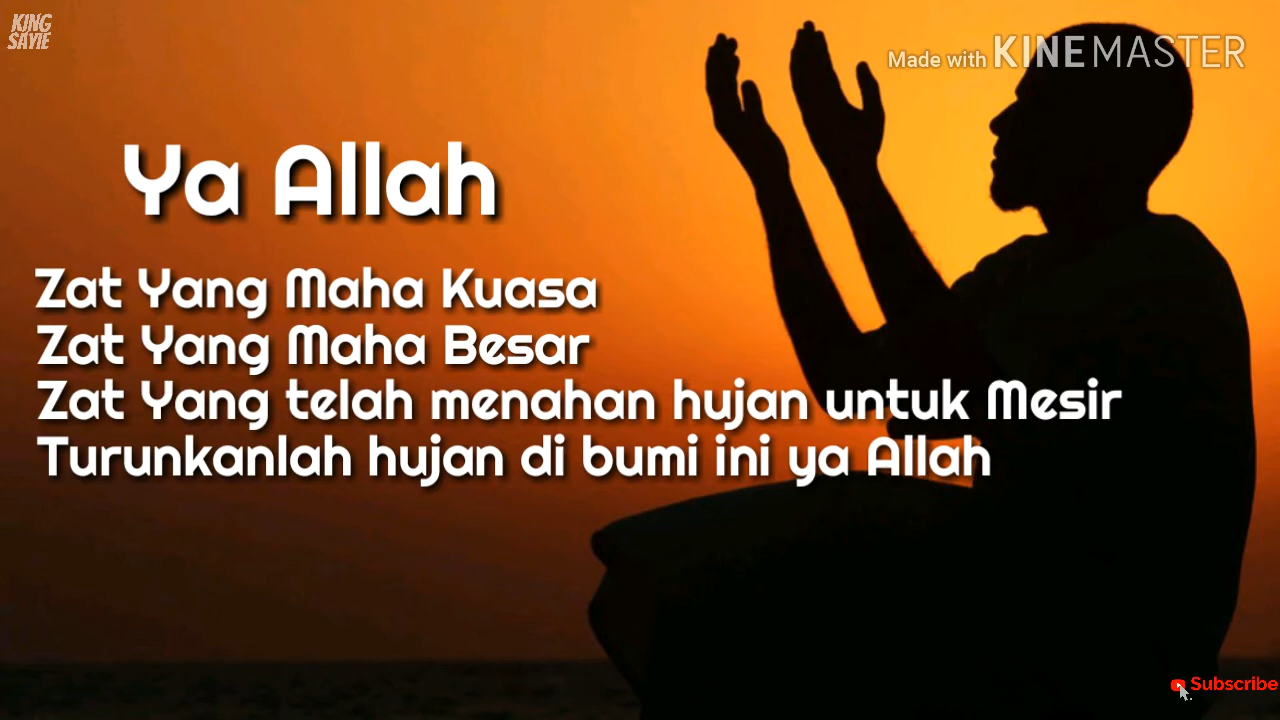 KING
SAYIE
Made with KINEMASTER
Ya Allah
Zat Yang Maha Kuasa
Zat Yang Maha Besar
Zat Yang telah menahan hujan untuk Mesir
Turunkanlah hujan di bumi ini ya Allah
Subscribe